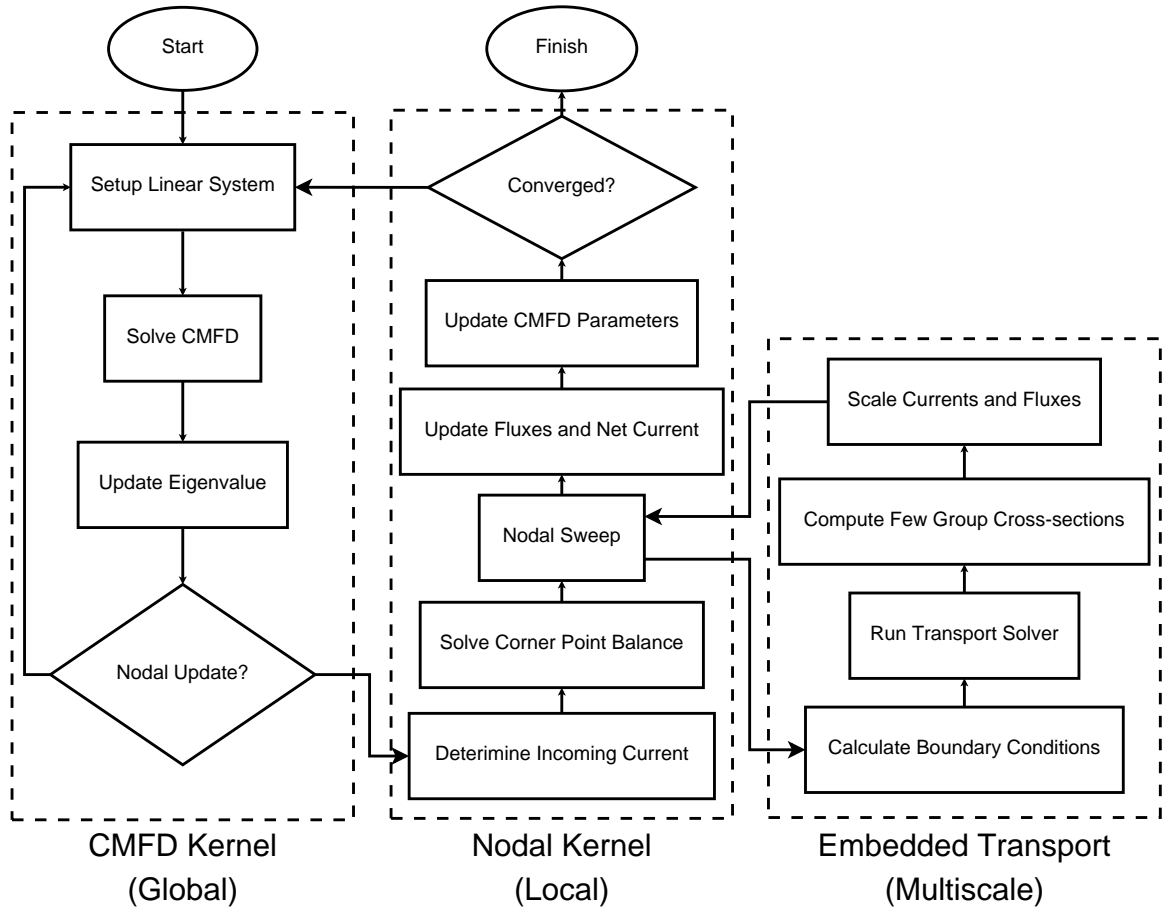 Start
Finish
Setup Linear System
Converged?
Solve CMFD
Update CMFD Parameters
Update Eigenvalue
Update Fluxes and Net Current
Scale Currents and Fluxes
Nodal Sweep
Compute Few Group Cross-sections
Nodal Update?
Solve Corner Point Balance
Run Transport Solver
Deterimine Incoming Current
Calculate Boundary Conditions
CMFD Kernel
(Global)
Nodal Kernel
(Local)
Embedded Transport
(Multiscale)